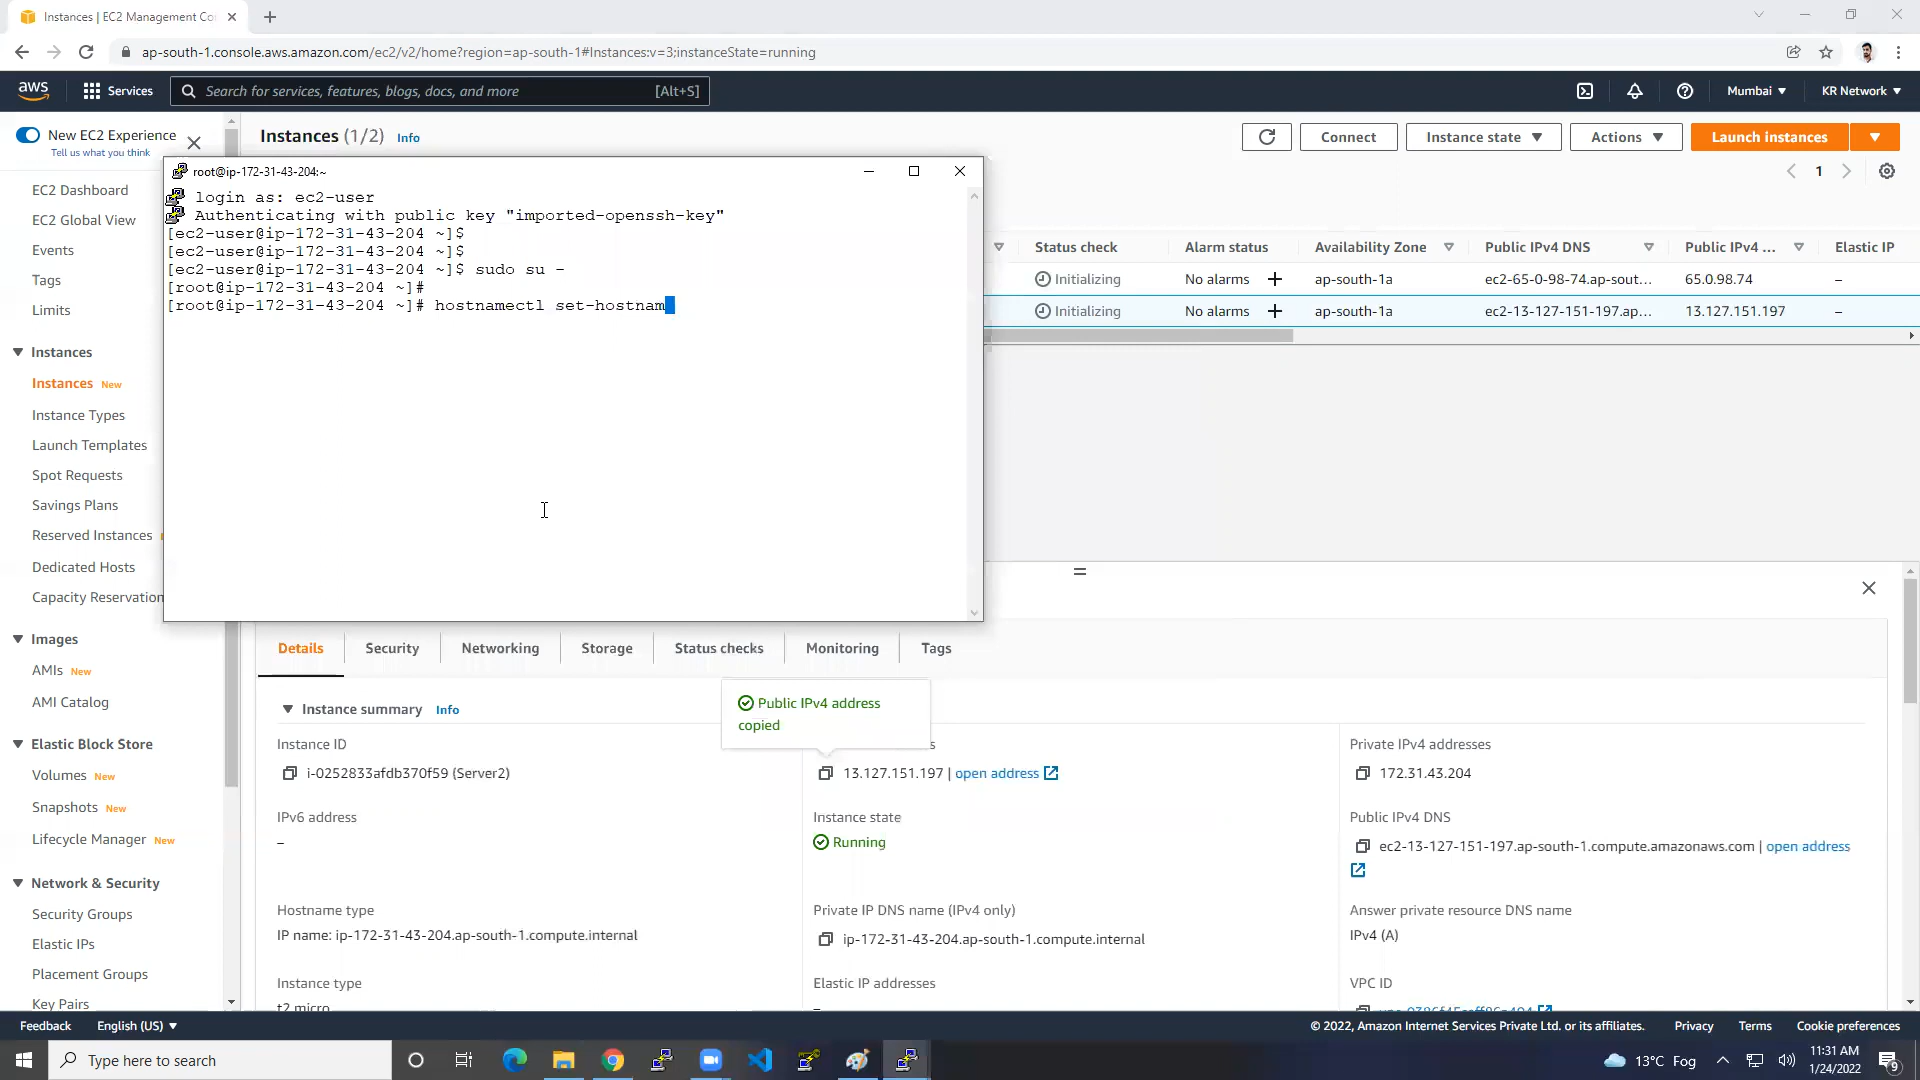 Instances | EC2 Management Co
ap-south-1.console.aws.amazon.com/ec2/v2/home?region=ap-south-1#Instances:v=3;instanceState=running
aws
Services
Search for services, features, blogs, docs, and more
[Alt+S]
Mumbai
KR Network
New EC2 Experience
Tell us what you think
EC2 Dashboard
EC2 Global View
Events
Tags
Limits
Instances
Instances New
Instance Types
Launch Templates
Spot Requests
Savings Plans
Reserved Instances
Dedicated Hosts
Capacity Reservation
Images
AMIs New
AMI Catalog
Elastic Block Store
Volumes New
Snapshots New
Lifecycle Manager New
Network & Security
Security Groups
Elastic IPs
Placement Groups
Key Pairs
Instances (1/2) Info
Connect
Instance state
Actions
Launch instances
1
root@ip-172-31-43-204:~
login as: ec2-user
Authenticating with public key "imported-openssh-key"
[ec2-user@ip-172-31-43-204 ~]$
[ec2-user@ip-172-31-43-204 ~]$
[ec2-user@ip-172-31-43-204 ~]$ sudo su -
[root@ip-172-31-43-204 ~]#
[root@ip-172-31-43-204 ~]# hostnamectl set-hostnam
Status check Alarm status Availability Zone Public IPv4 DNS Public IPv4 ... Elastic IP
Initializing No alarms + ap-south-1a ec2-65-0-98-74.ap-sout... 65.0.98.74 –
Initializing No alarms + ap-south-1a ec2-13-127-151-197.ap... 13.127.151.197 –
Details
Security
Networking
Storage
Status checks
Monitoring
Tags
Public IPv4 address
copied
Instance summary Info
Instance ID
i-0252833afdb370f59 (Server2)
s
13.127.151.197 | open address
Private IPv4 addresses
172.31.43.204
IPv6 address
–
Instance state
Running
Public IPv4 DNS
ec2-13-127-151-197.ap-south-1.compute.amazonaws.com | open address
Hostname type
IP name: ip-172-31-43-204.ap-south-1.compute.internal
Private IP DNS name (IPv4 only)
ip-172-31-43-204.ap-south-1.compute.internal
Answer private resource DNS name
IPv4 (A)
Instance type
t2.micro
Elastic IP addresses
–
VPC ID
Feedback
English (US)
© 2022, Amazon Internet Services Private Ltd. or its affiliates.
Privacy
Terms
Cookie preferences
Type here to search
13°C Fog
11:31 AM
1/24/2022
9